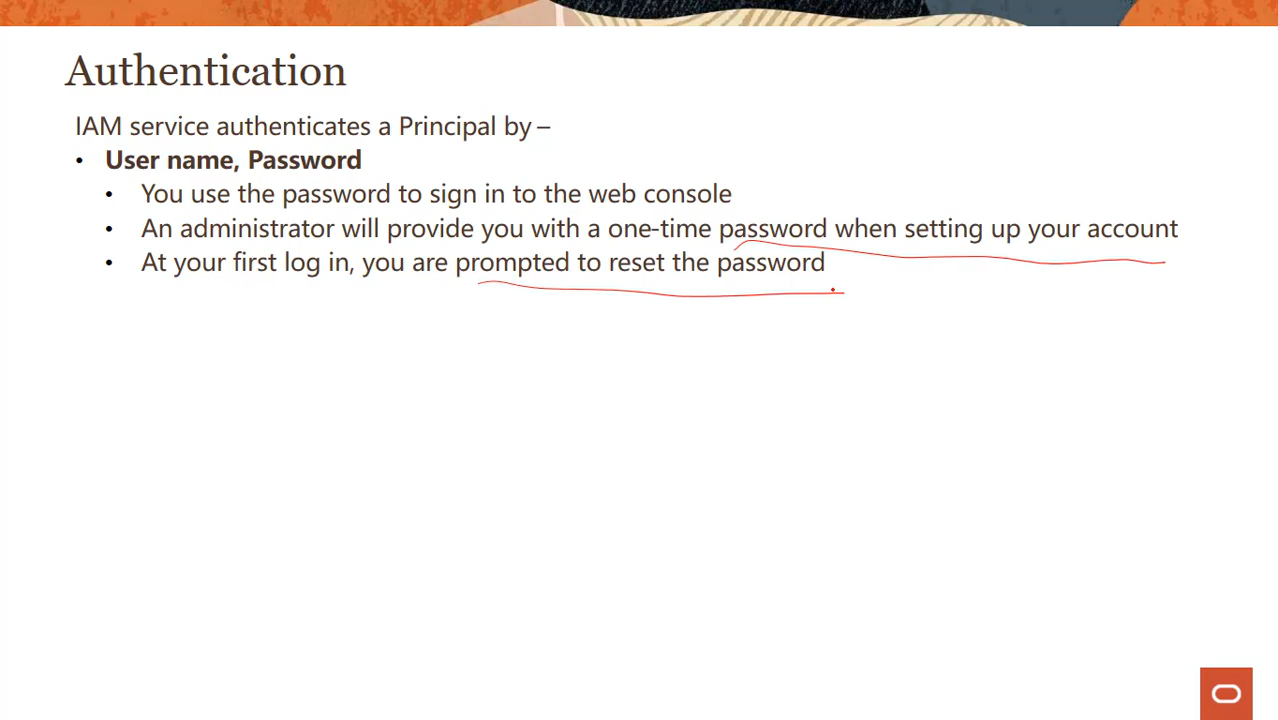 Authentication
IAM service authenticates a Principal by –
• User name, Password
• You use the password to sign in to the web console
• An administrator will provide you with a one-time password when setting up your account
• At your first log in, you are prompted to reset the password